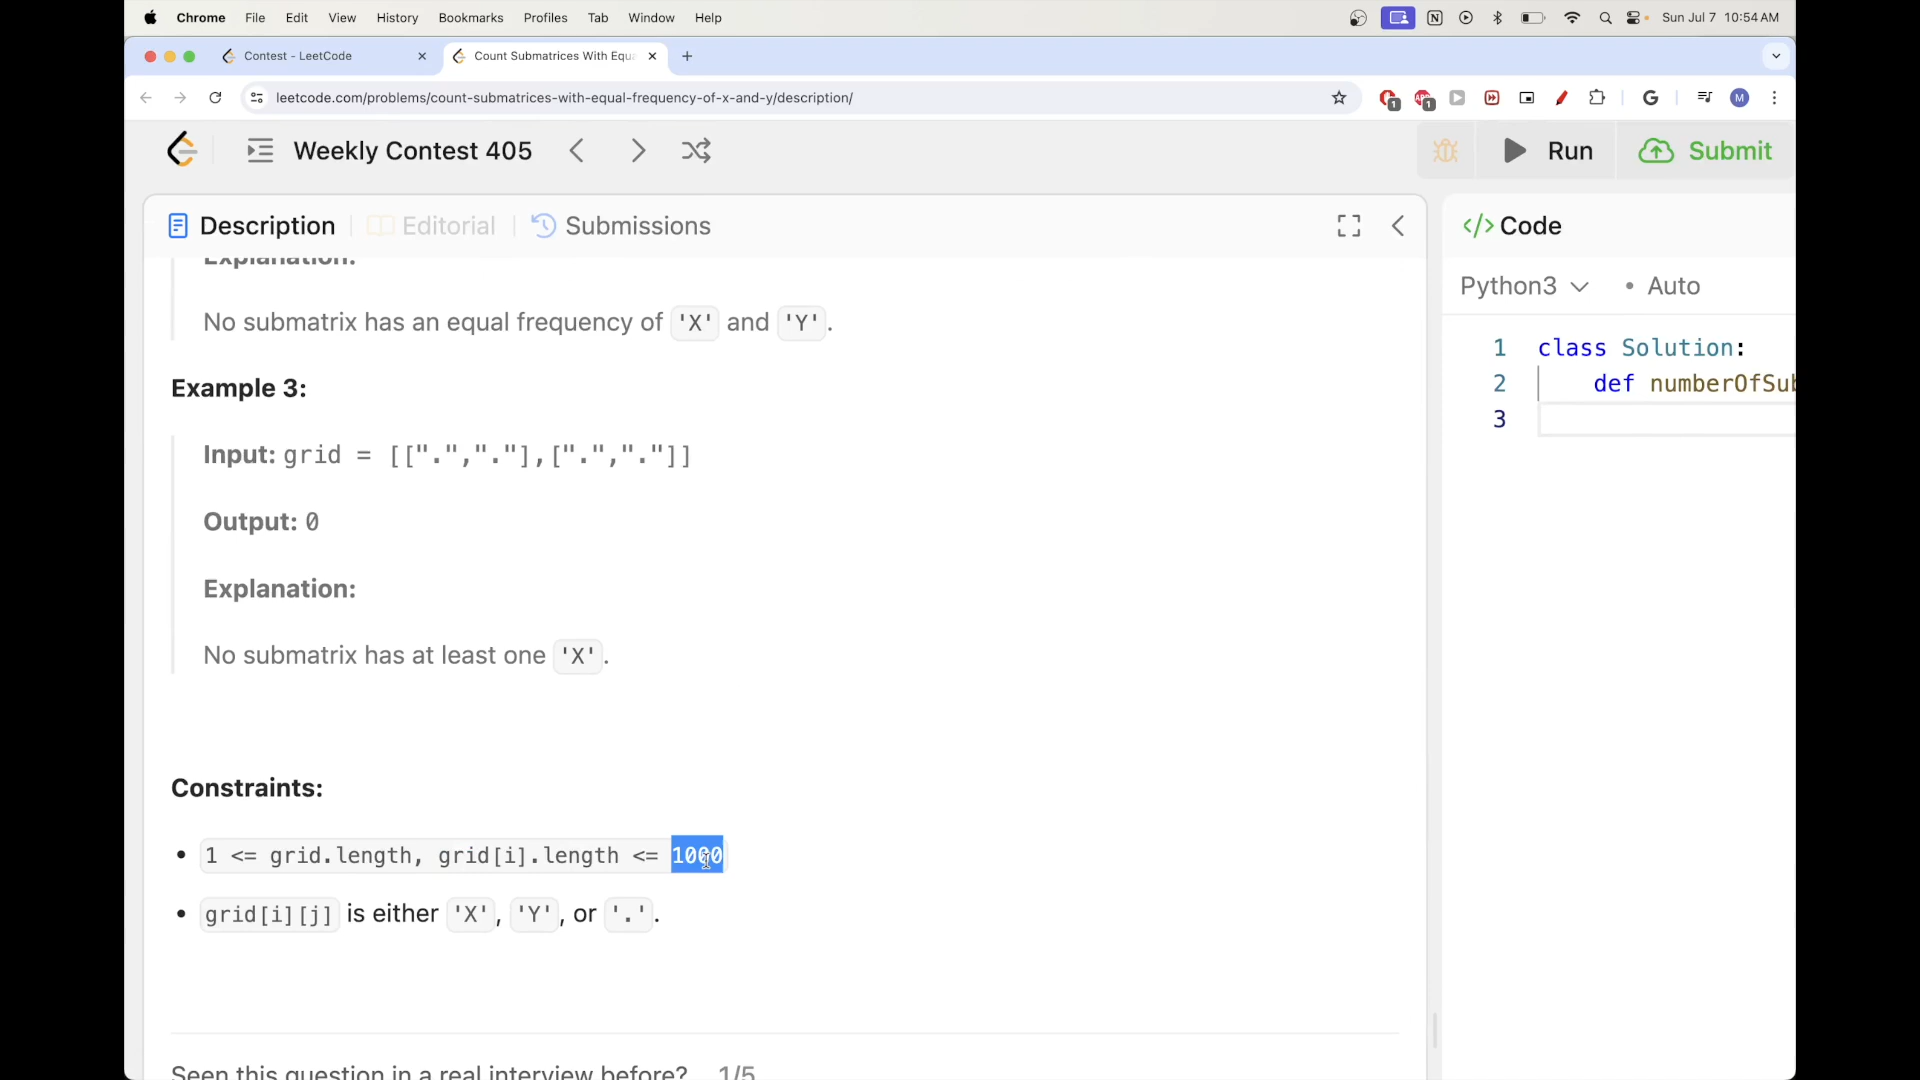 Chrome File Edit View History Bookmarks Profiles Tab Window Help
Sun Jul 7 10:54 AM
Contest - LeetCode
Count Submatrices With Equa
leetcode.com/problems/count-submatrices-with-equal-frequency-of-x-and-y/description/
1
1
G
M
Weekly Contest 405
Run
Submit
Description
Editorial
Submissions
</> Code
Explanation:
Python3
• Auto
No submatrix has an equal frequency of 'X' and 'Y'.
1 class Solution:
2 def numberOfSub
3
Example 3:
Input: grid = [[".","."],[".","."]]
Output: 0
Explanation:
No submatrix has at least one 'X'.
Constraints:
• 1 <= grid.length, grid[i].length <= 1000
• grid[i][j] is either 'X', 'Y', or '.'.
Seen this question in a real interview before? 1/5